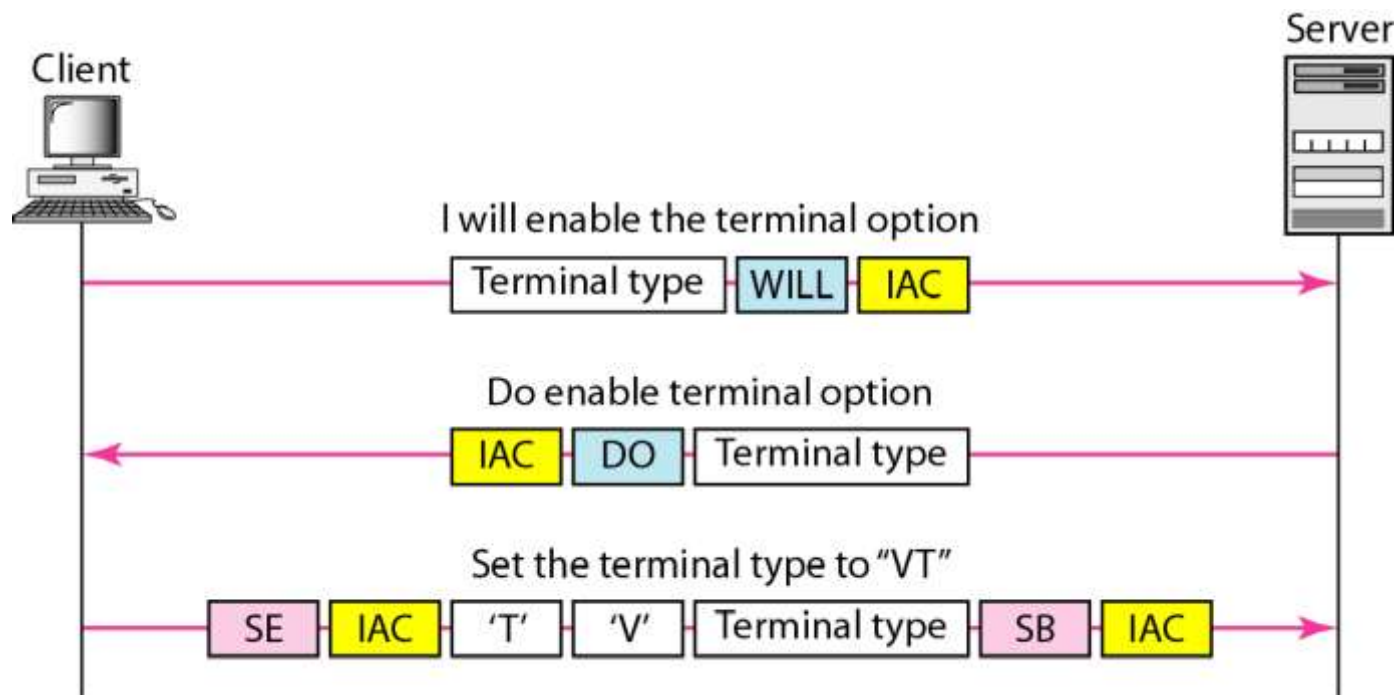 Server
Client
I will enable the terminal option
Terminal type WILL IAC
Do enable terminal option
IAC DO Terminal type
Set the terminal type to “VT”
SE IAC ‘T’ ‘V’ Terminal type SB IAC